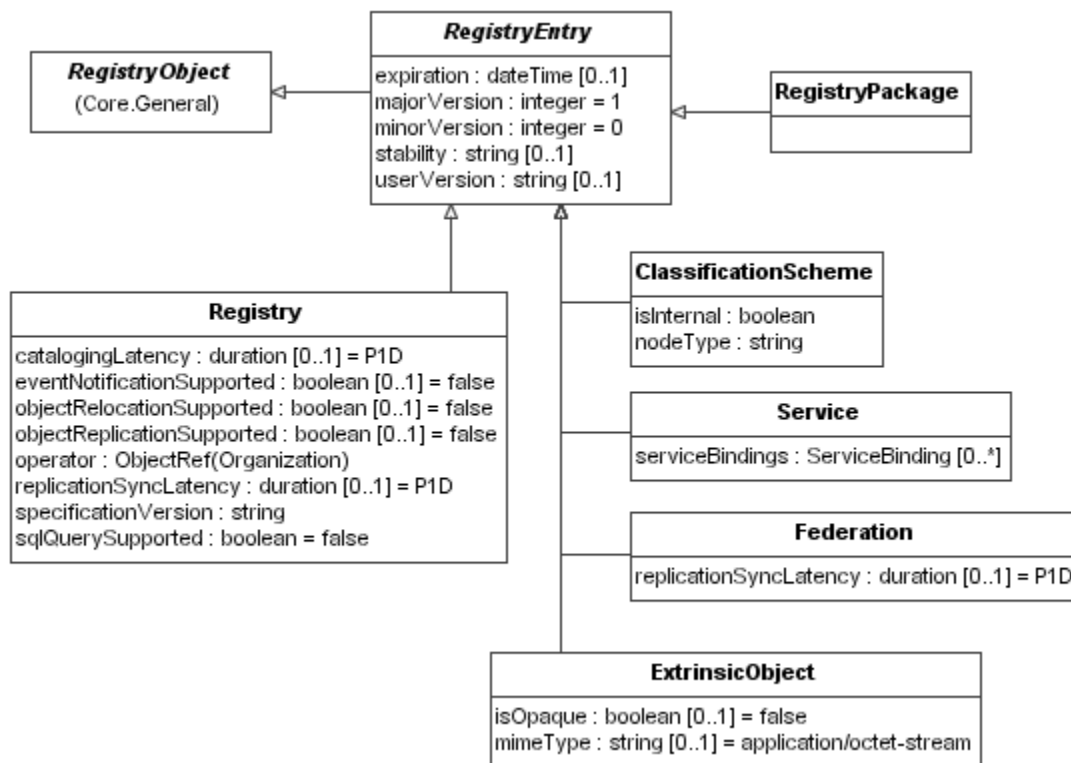 RegistryEntry
expiration : dateTime [0..1]
majorVersion : integer = 1
minorVersion : integer = 0
stability : string [0..1]
userVersion : string [0..1]
RegistryObject
(Core.General)
RegistryPackage
ClassificationScheme
isInternal : boolean
nodeType : string
Registry
catalogingLatency : duration [0..1] = P1D
eventNotificationSupported : boolean [0..1] = false
objectRelocationSupported : boolean [0..1] = false
objectReplicationSupported : boolean [0..1] = false
operator : ObjectRef(Organization)
replicationSyncLatency : duration [0..1] = P1D
specificationVersion : string
sqlQuerySupported : boolean = false
Service
serviceBindings : ServiceBinding [0..*]
Federation
replicationSyncLatency : duration [0..1] = P1D
ExtrinsicObject
isOpaque : boolean [0..1] = false
mimeType : string [0..1] = application/octet-stream